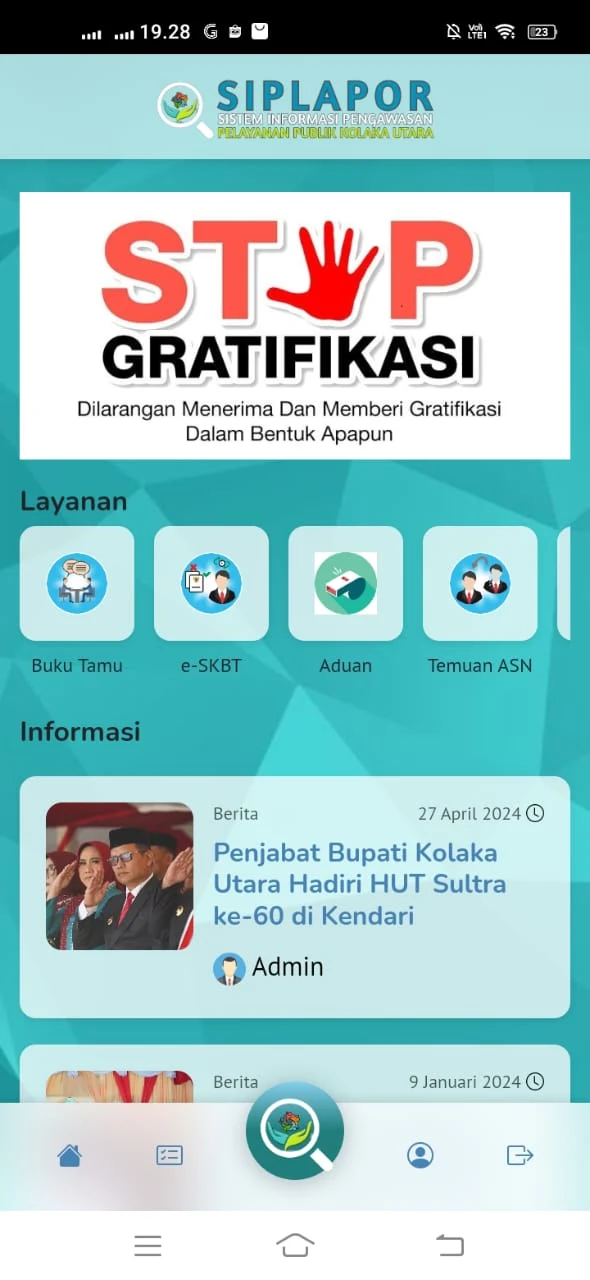 19.28
Voij
LTE1
23
SIPLAPOR
SISTEM INFORMASI PENGAWASAN
PELAYANAN PUBLIK KOLAKA UTARA
STOP
GRATIFIKASI
Dilarangan Menerima Dan Memberi Gratifikasi
Dalam Bentuk Apapun
Layanan
Buku Tamu
e-SKBT
Aduan
Temuan ASN
Informasi
Berita
27 April 2024
Penjabat Bupati Kolaka
Utara Hadiri HUT Sultra
ke-60 di Kendari
Admin
Berita
9 Januari 2024